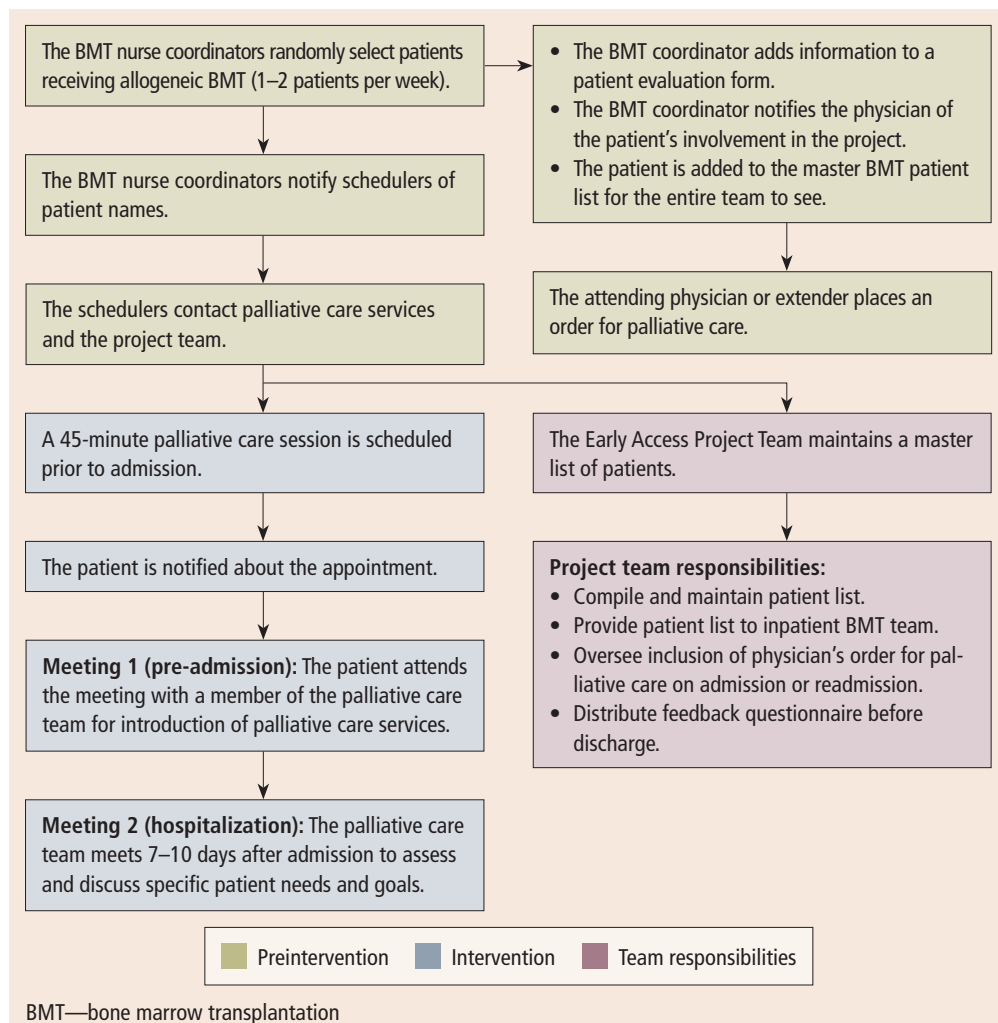 The BMT nurse coordinators randomly select patients
receiving allogeneic BMT (1–2 patients per week).
• The BMT coordinator adds information to a
patient evaluation form.
• The BMT coordinator notifies the physician of
the patient’s involvement in the project.
• The patient is added to the master BMT patient
list for the entire team to see.
The BMT nurse coordinators notify schedulers of
patient names.
The schedulers contact palliative care services
and the project team.
The attending physician or extender places an
order for palliative care.
A 45-minute palliative care session is scheduled
prior to admission.
The patient is notified about the appointment.
Meeting 1 (pre-admission): The patient attends
the meeting with a member of the palliative care
team for introduction of palliative care services.
Meeting 2 (hospitalization): The palliative care
team meets 7–10 days after admission to assess
and discuss specific patient needs and goals.
The Early Access Project Team maintains a master
list of patients.
Project team responsibilities:
• Compile and maintain patient list.
• Provide patient list to inpatient BMT team.
• Oversee inclusion of physician’s order for pal-
liative care on admission or readmission.
• Distribute feedback questionnaire before
discharge.
Preintervention
Intervention
Team responsibilities
BMT—bone marrow transplantation